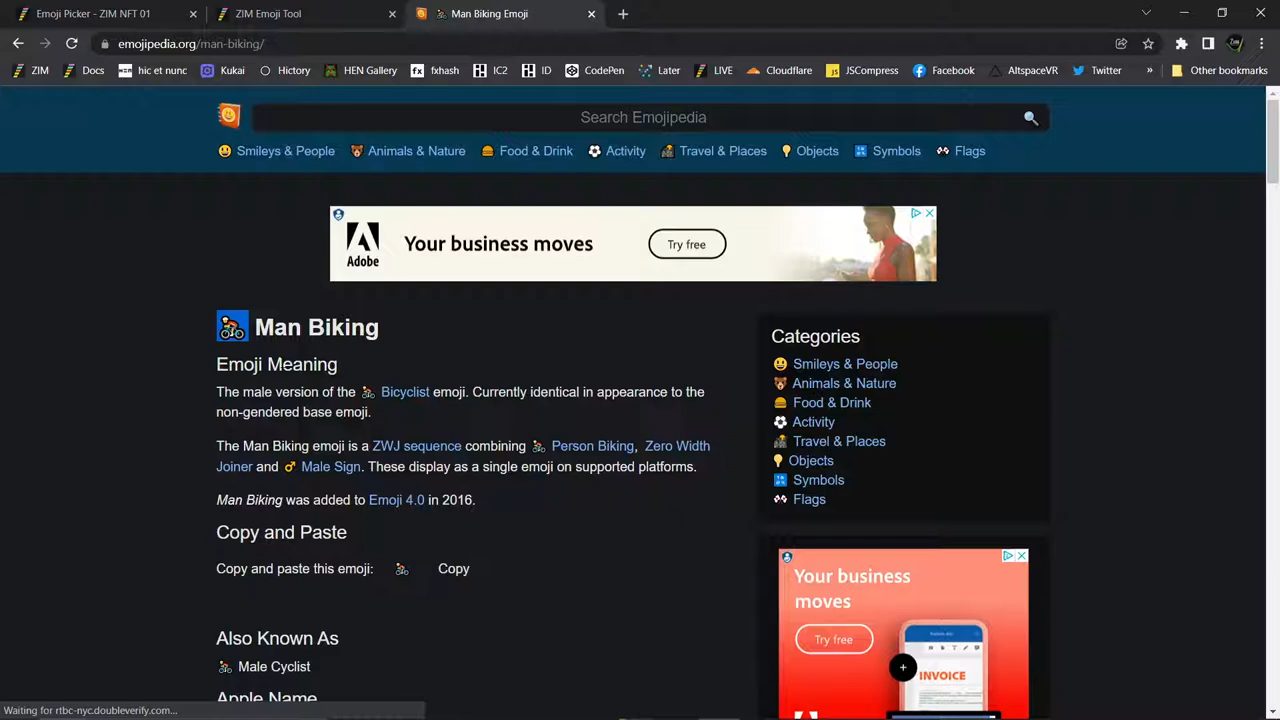 Emoji Picker - ZIM NFT 01
ZIM Emoji Tool
Man Biking Emoji
emojipedia.org/man-biking/
ZIM
Docs
hic et nunc
Kukai
Hictory
HEN Gallery
fx fxhash
IC2
ID
CodePen
Later
LIVE
Cloudflare
JS JSCompress
Facebook
AltspaceVR
Twitter
»
Other bookmarks
Search Emojipedia
Smileys & People
Animals & Nature
Food & Drink
Activity
Travel & Places
Objects
Symbols
Flags
Adobe
Your business moves
Try free
Man Biking
Emoji Meaning
The male version of the 🚴 Bicyclist emoji. Currently identical in appearance to the
non-gendered base emoji.
The Man Biking emoji is a ZWJ sequence combining 🚴 Person Biking, Zero Width
Joiner and ♂ Male Sign. These display as a single emoji on supported platforms.
Man Biking was added to Emoji 4.0 in 2016.
Copy and Paste
Copy and paste this emoji: 🚴 Copy
Also Known As
🚴 Male Cyclist
Apple Name
Categories
Smileys & People
Animals & Nature
Food & Drink
Activity
Travel & Places
Objects
Symbols
Flags
Your business
moves
Try free
INVOICE
Waiting for rtbc-nyc.doubleverify.com...